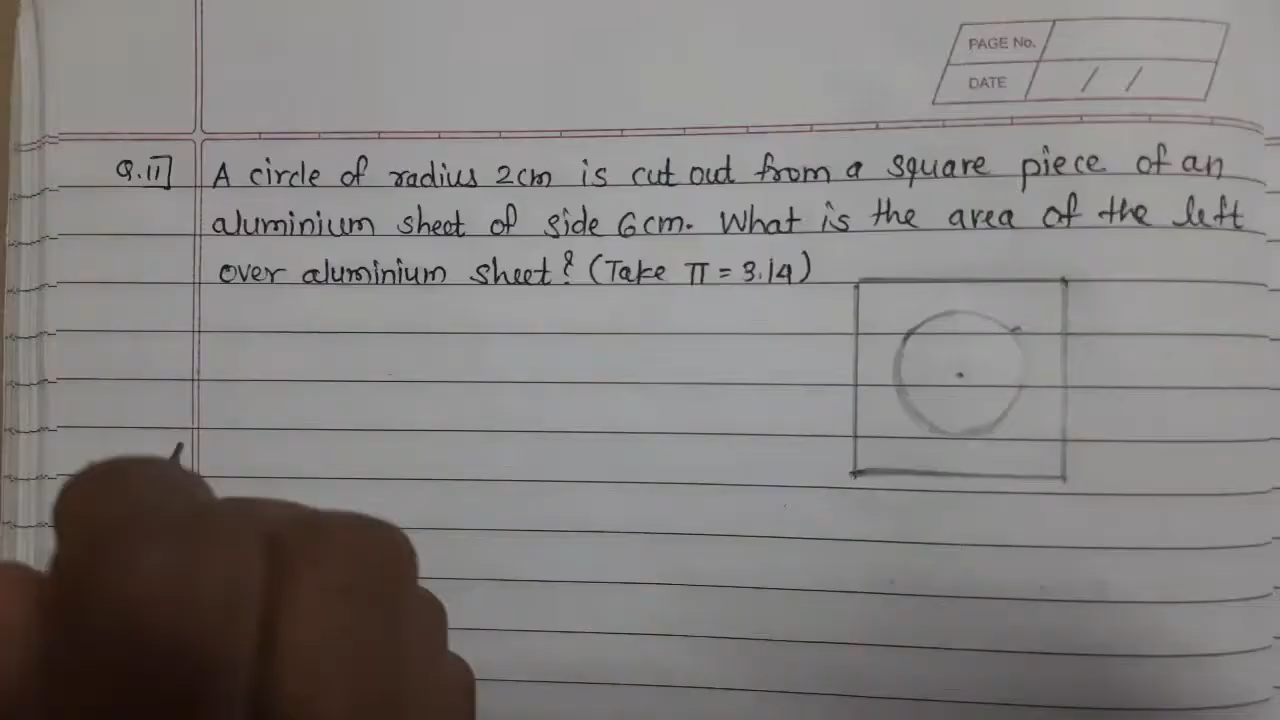 PAGE No.
DATE / /
Q.11] A circle of radius 2cm is cut out from a square piece of an
aluminium sheet of side 6cm. What is the area of the left
over aluminium sheet? (Take π = 3.14)